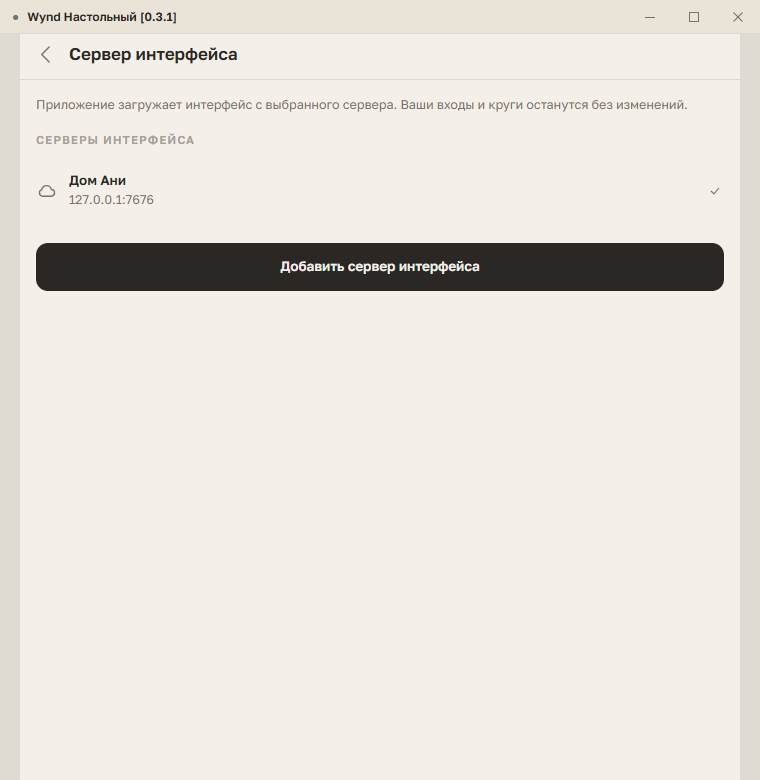 Wynd Настольный [0.3.1]
Сервер интерфейса
Приложение загружает интерфейс с выбранного сервера. Ваши входы и круги останутся без изменений.
СЕРВЕРЫ ИНТЕРФЕЙСА
Дом Ани
127.0.0.1:7676
Добавить сервер интерфейса